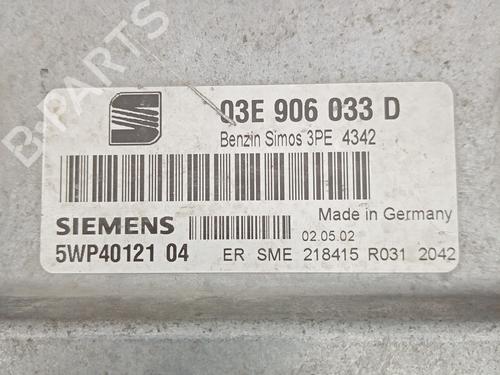 B-PARTS
03E 906 033 D
Benzin Simos 3PE 4342
SIEMENS
Made in Germany
02.05.02
5WP40121 04
ER SME 218415 R031 2042